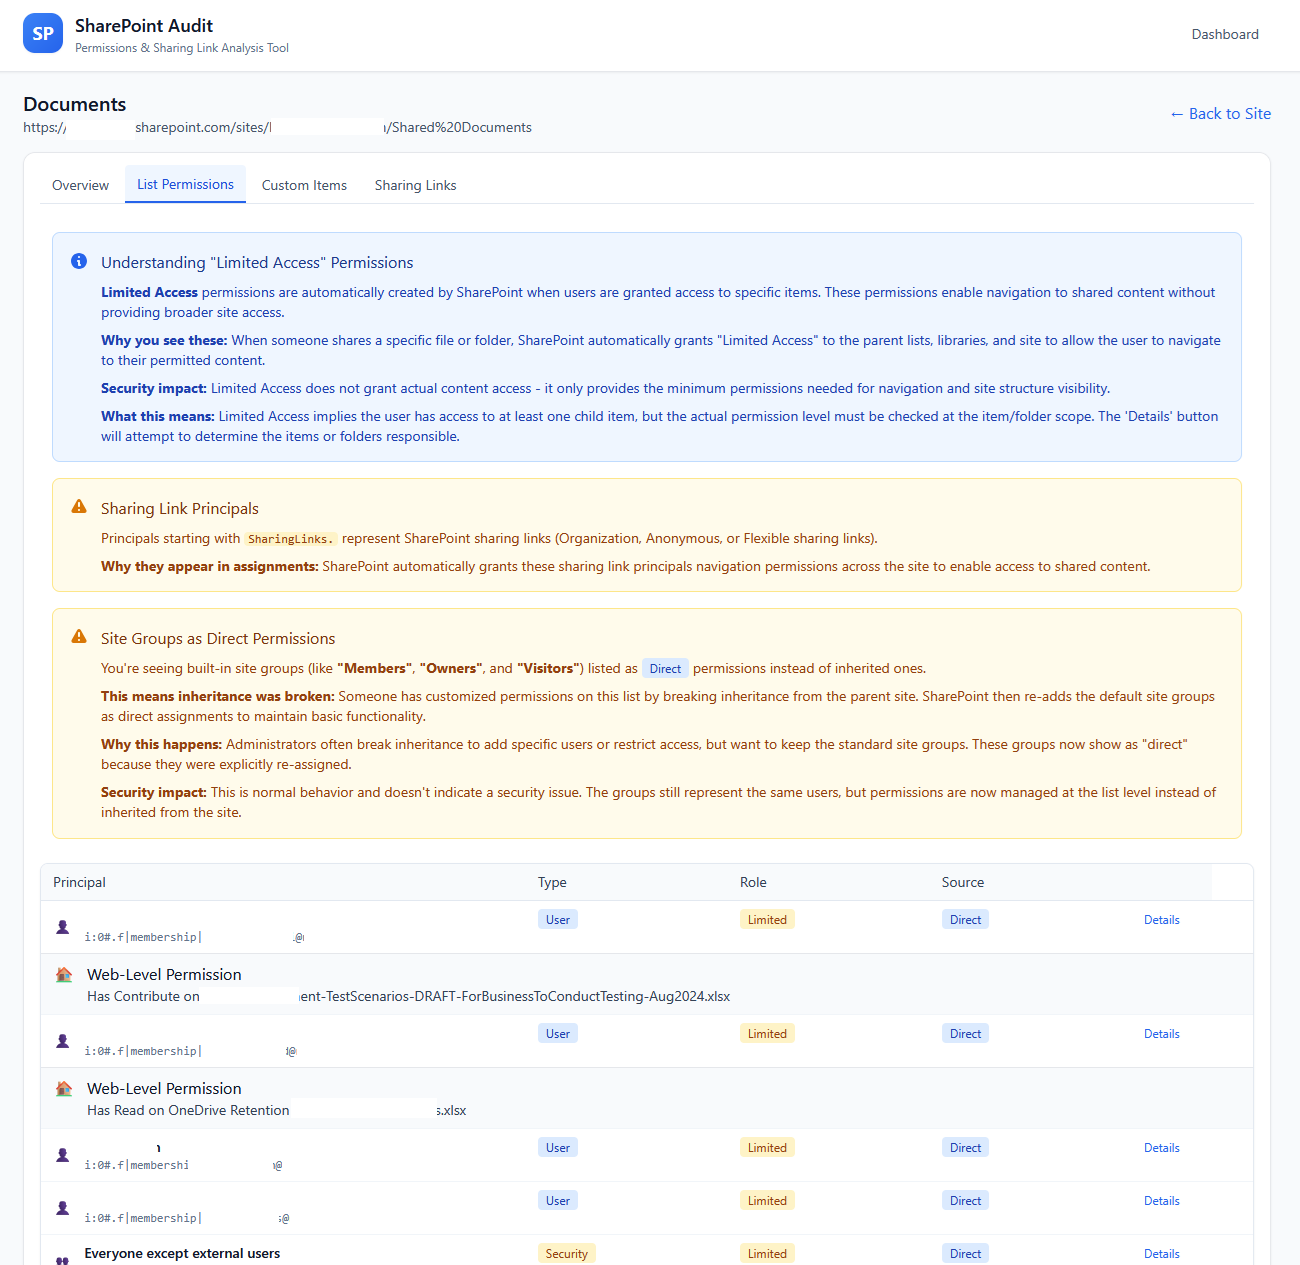 SP
SharePoint Audit
Permissions & Sharing Link Analysis Tool
Dashboard
Documents
https:// sharepoint.com/sites/ /Shared%20Documents
← Back to Site
Overview
List Permissions
Custom Items
Sharing Links
Understanding "Limited Access" Permissions
Limited Access permissions are automatically created by SharePoint when users are granted access to specific items. These permissions enable navigation to shared content without
providing broader site access.
Why you see these: When someone shares a specific file or folder, SharePoint automatically grants "Limited Access" to the parent lists, libraries, and site to allow the user to navigate
to their permitted content.
Security impact: Limited Access does not grant actual content access - it only provides the minimum permissions needed for navigation and site structure visibility.
What this means: Limited Access implies the user has access to at least one child item, but the actual permission level must be checked at the item/folder scope. The 'Details' button
will attempt to determine the items or folders responsible.
Sharing Link Principals
Principals starting with SharingLinks. represent SharePoint sharing links (Organization, Anonymous, or Flexible sharing links).
Why they appear in assignments: SharePoint automatically grants these sharing link principals navigation permissions across the site to enable access to shared content.
Site Groups as Direct Permissions
You're seeing built-in site groups (like "Members", "Owners", and "Visitors") listed as Direct permissions instead of inherited ones.
This means inheritance was broken: Someone has customized permissions on this list by breaking inheritance from the parent site. SharePoint then re-adds the default site groups
as direct assignments to maintain basic functionality.
Why this happens: Administrators often break inheritance to add specific users or restrict access, but want to keep the standard site groups. These groups now show as "direct"
because they were explicitly re-assigned.
Security impact: This is normal behavior and doesn't indicate a security issue. The groups still represent the same users, but permissions are now managed at the list level instead of
inherited from the site.
Principal Type Role Source
i:0#.f|membership| .@ User Limited Direct Details
Web-Level Permission
Has Contribute on ent-TestScenarios-DRAFT-ForBusinessToConductTesting-Aug2024.xlsx
i:0#.f|membership| @ User Limited Direct Details
Web-Level Permission
Has Read on OneDrive Retention s.xlsx
i:0#.f|membershi @ User Limited Direct Details
i:0#.f|membership| s@ User Limited Direct Details
Everyone except external users Security Limited Direct Details